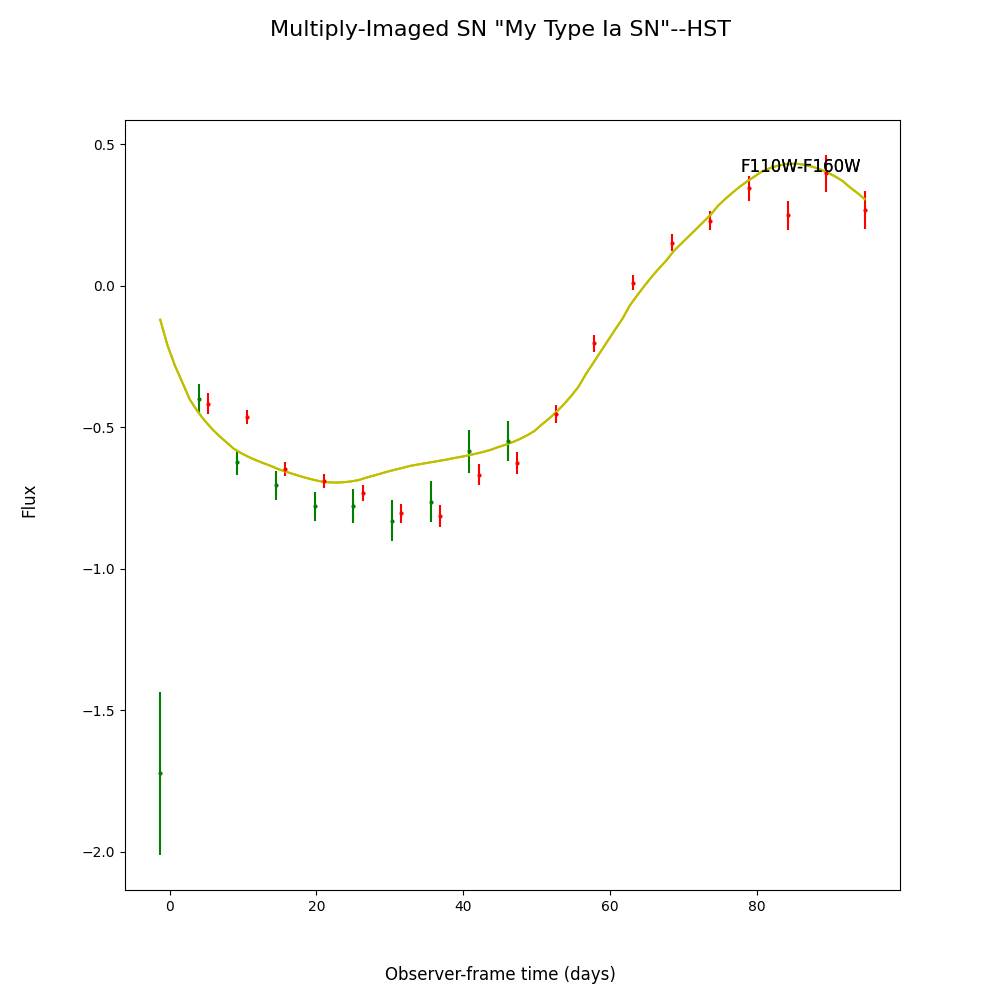 Multiply-Imaged SN "My Type Ia SN"--HST
F110W-F160W
0.5
0.0
−0.5
−1.0
−1.5
−2.0
Flux
0 20 40 60 80
Observer-frame time (days)